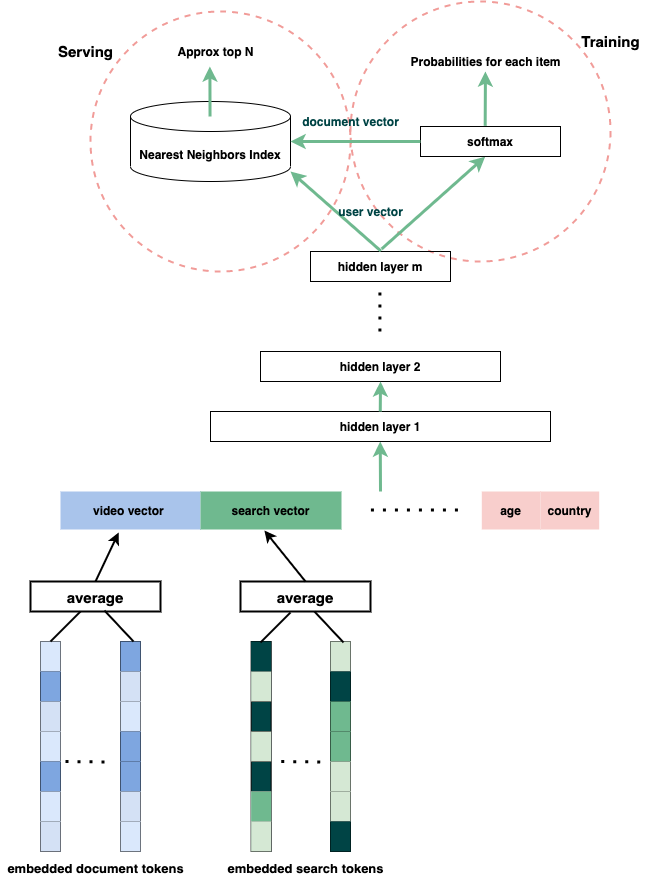 Serving
Training
Approx top N
Probabilities for each item
document vector
softmax
Nearest Neighbors Index
user vector
hidden layer m
hidden layer 2
hidden layer 1
video vector
search vector
age
country
average
average
embedded document tokens
embedded search tokens